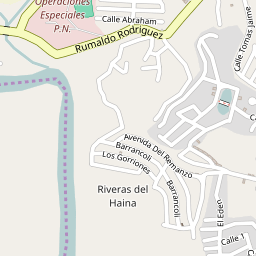 Operaciones
Especiales
P.N.
Calle Abraham
Rumaldo Rodríguez
Calle Tomas Jaime
Avenida Del Remanzo
Barrancoli
Los Gorriones
Riveras del
Haina
Barrancoli
El Eden
Calle 1